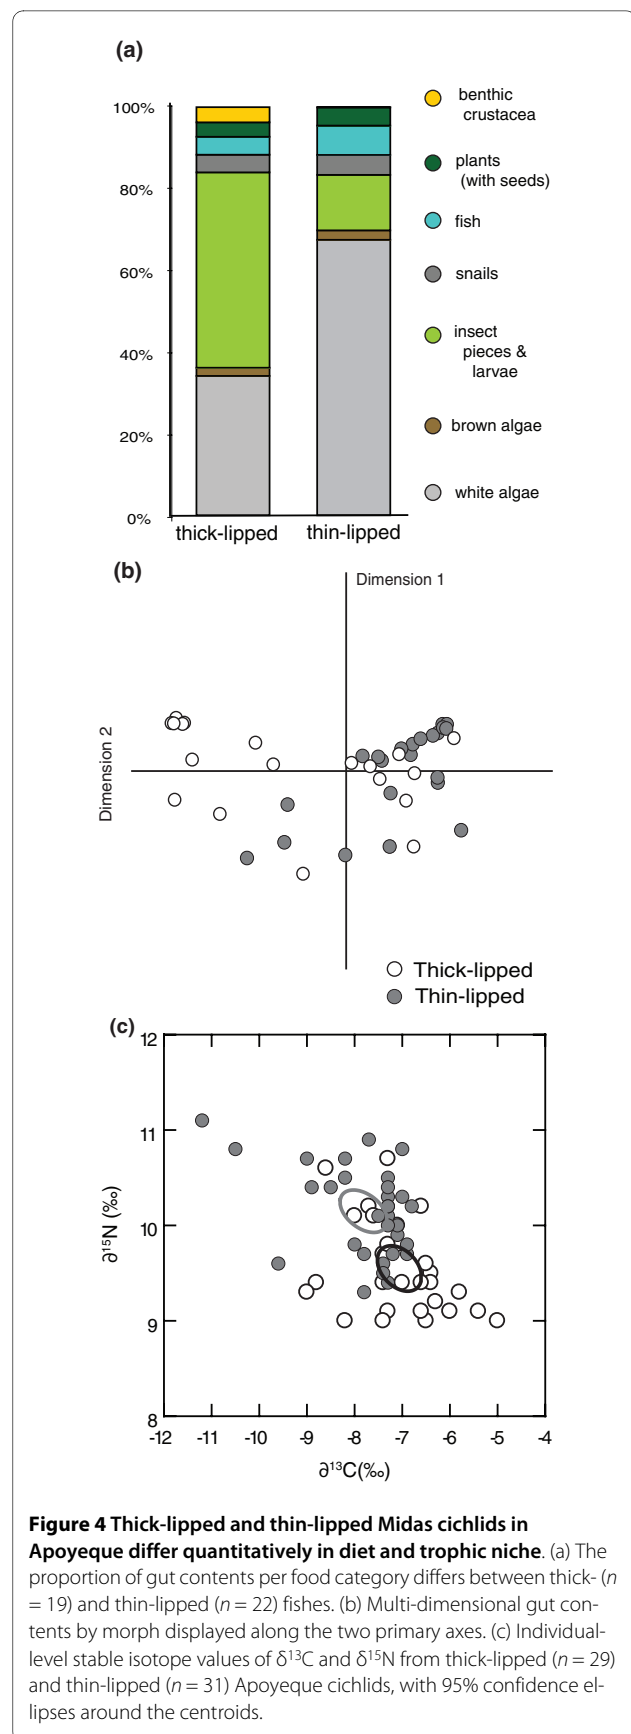 (a)
100%
80%
60%
40%
20%
0%
thick-lipped
thin-lipped
benthic
crustacea
plants
(with seeds)
fish
snails
insect
pieces &
larvae
brown algae
white algae
(b)
Dimension 1
Dimension 2
Thick-lipped
Thin-lipped
(c)
12
11
10
9
8
∂15N (‰)
-12 -11 -10 -9 -8 -7 -6 -5 -4
∂13C(‰)
Figure 4 Thick-lipped and thin-lipped Midas cichlids in
Apoyeque differ quantitatively in diet and trophic niche. (a) The
proportion of gut contents per food category differs between thick- (n
= 19) and thin-lipped (n = 22) fishes. (b) Multi-dimensional gut con-
tents by morph displayed along the two primary axes. (c) Individual-
level stable isotope values of δ13C and δ15N from thick-lipped (n = 29)
and thin-lipped (n = 31) Apoyeque cichlids, with 95% confidence el-
lipses around the centroids.